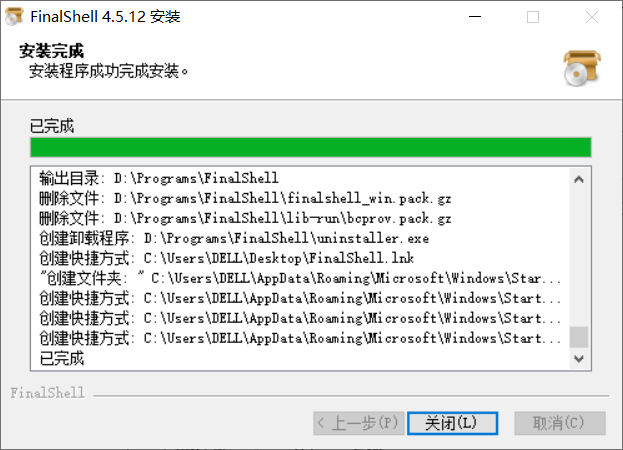 FinalShell 4.5.12 安装
安装完成
安装程序成功完成安装。
已完成
输出目录: D:\Programs\FinalShell
删除文件: D:\Programs\FinalShell\finalshell_win.pack.gz
删除文件: D:\Programs\FinalShell\lib-run\bcprov.pack.gz
创建卸载程序: D:\Programs\FinalShell\uninstaller.exe
创建快捷方式: C:\Users\DELL\Desktop\FinalShell.lnk
"创建文件夹: " C:\Users\DELL\AppData\Roaming\Microsoft\Windows\Star...
创建快捷方式: C:\Users\DELL\AppData\Roaming\Microsoft\Windows\Start...
创建快捷方式: C:\Users\DELL\AppData\Roaming\Microsoft\Windows\Start...
创建快捷方式: C:\Users\DELL\AppData\Roaming\Microsoft\Windows\Start...
已完成
FinalShell
< 上一步(P) 关闭(L) 取消(C)